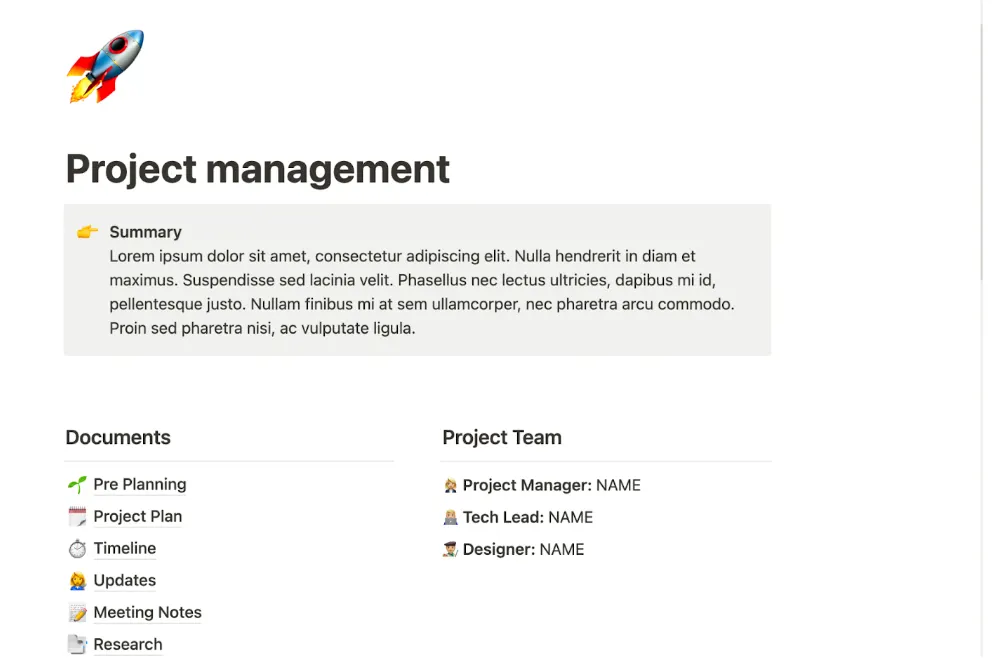 Project management
Summary
Lorem ipsum dolor sit amet, consectetur adipiscing elit. Nulla hendrerit in diam et
maximus. Suspendisse sed lacinia velit. Phasellus nec lectus ultricies, dapibus mi id,
pellentesque justo. Nullam finibus mi at sem ullamcorper, nec pharetra arcu commodo.
Proin sed pharetra nisi, ac vulputate ligula.
Documents
Pre Planning
Project Plan
Timeline
Updates
Meeting Notes
Research
Project Team
Project Manager: NAME
Tech Lead: NAME
Designer: NAME